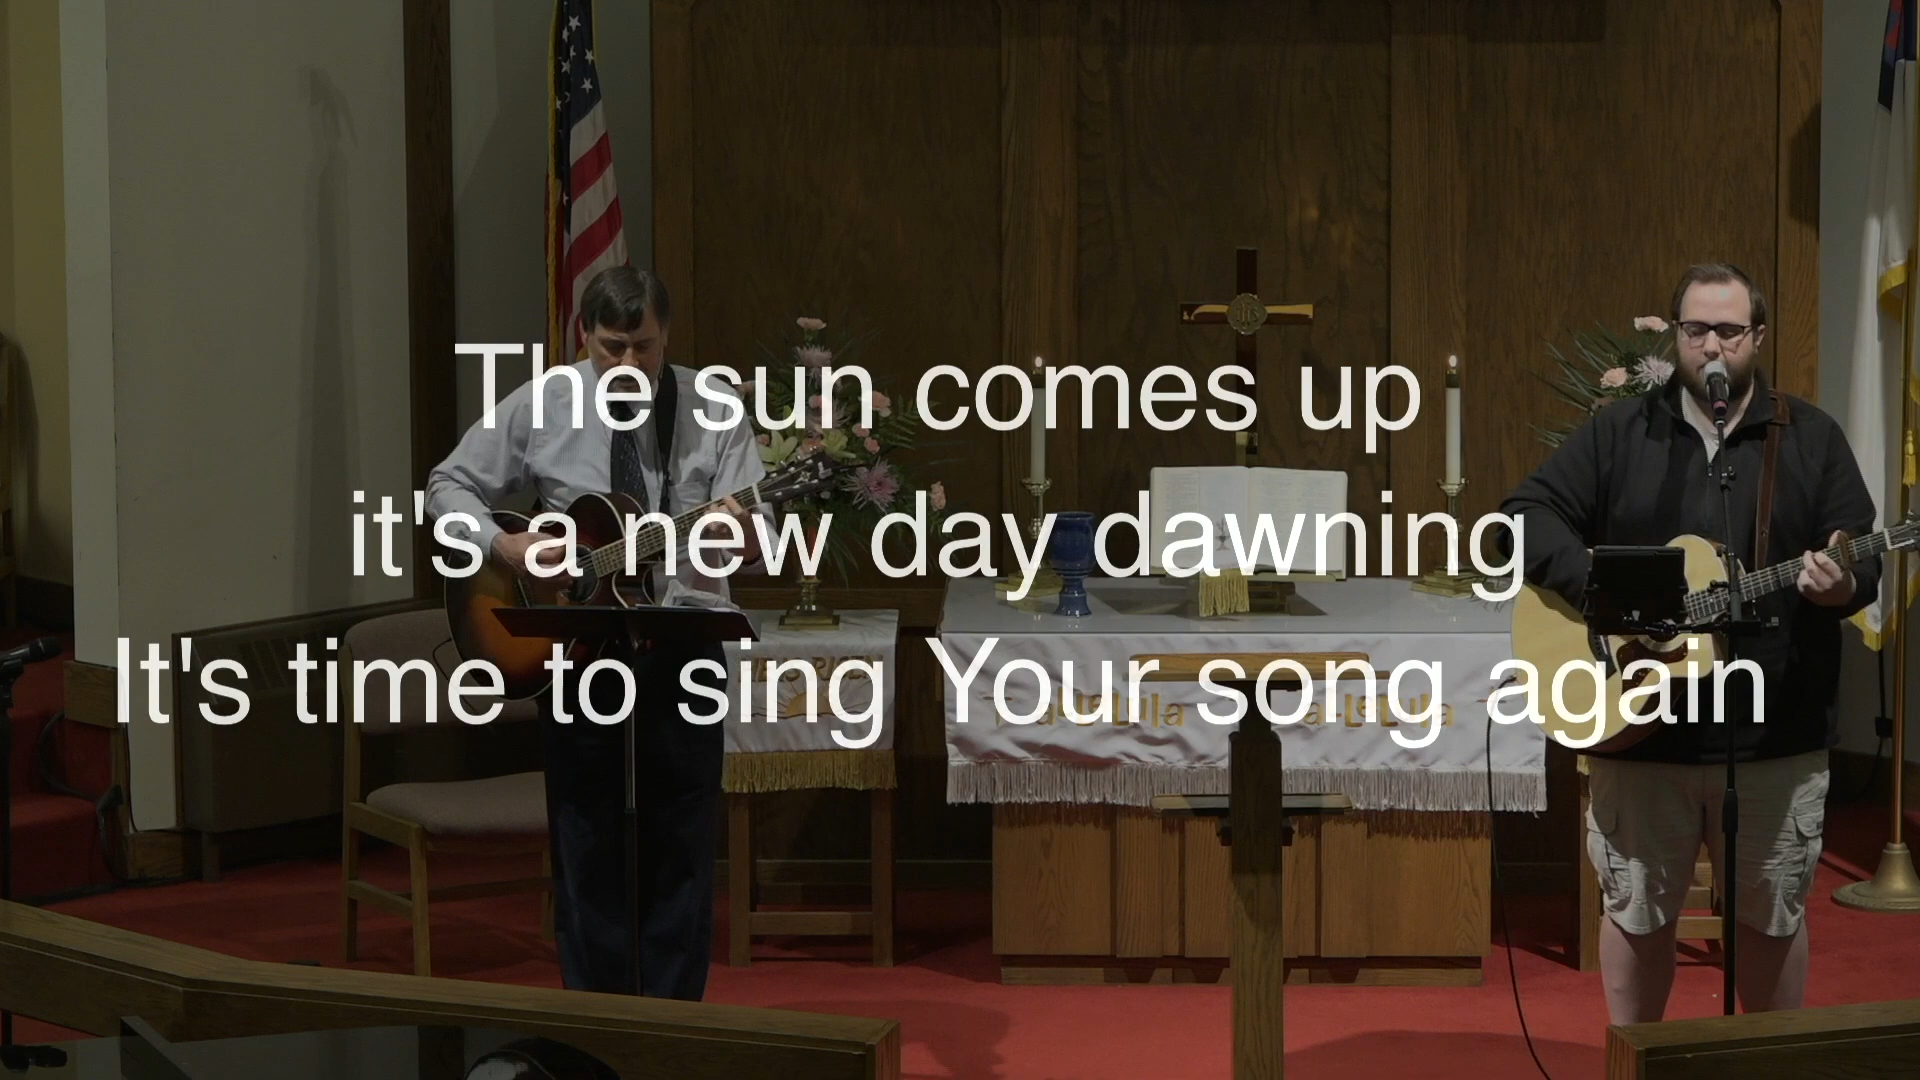 The sun comes up
it's a new day dawning
It's time to sing Your song again